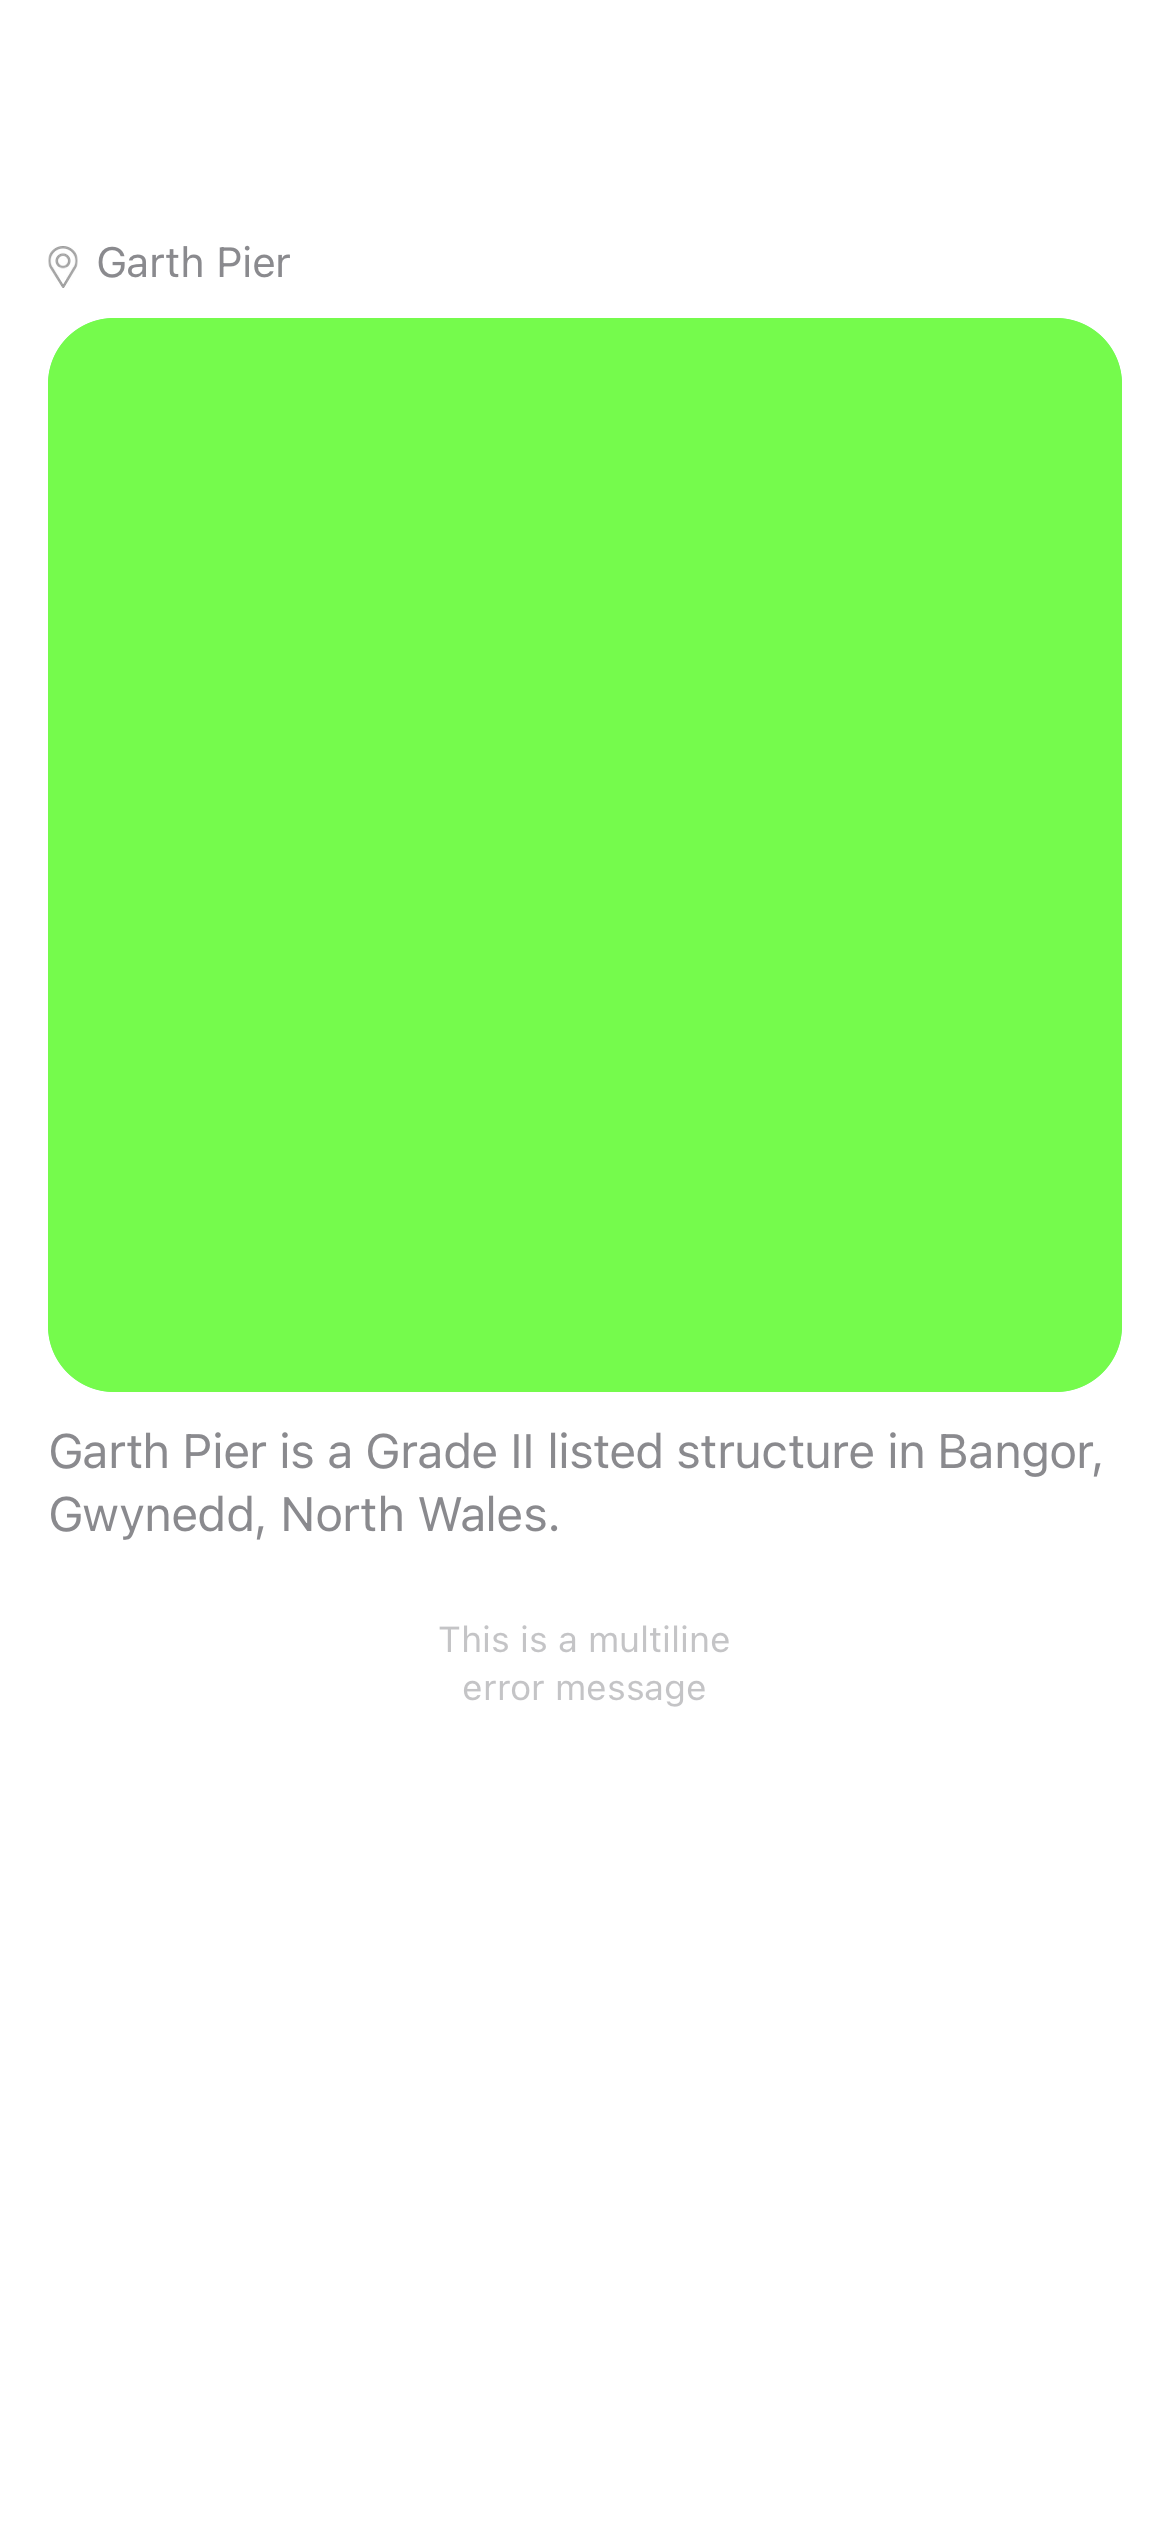 Garth Pier
Garth Pier is a Grade II listed structure in Bangor,
Gwynedd, North Wales.
This is a multiline
error message